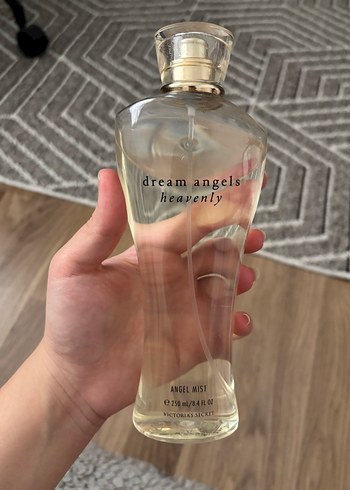 dream angels
heavenly
ANGEL MIST
℮ 250 mL/8.4 FL OZ
VICTORIA'S SECRET